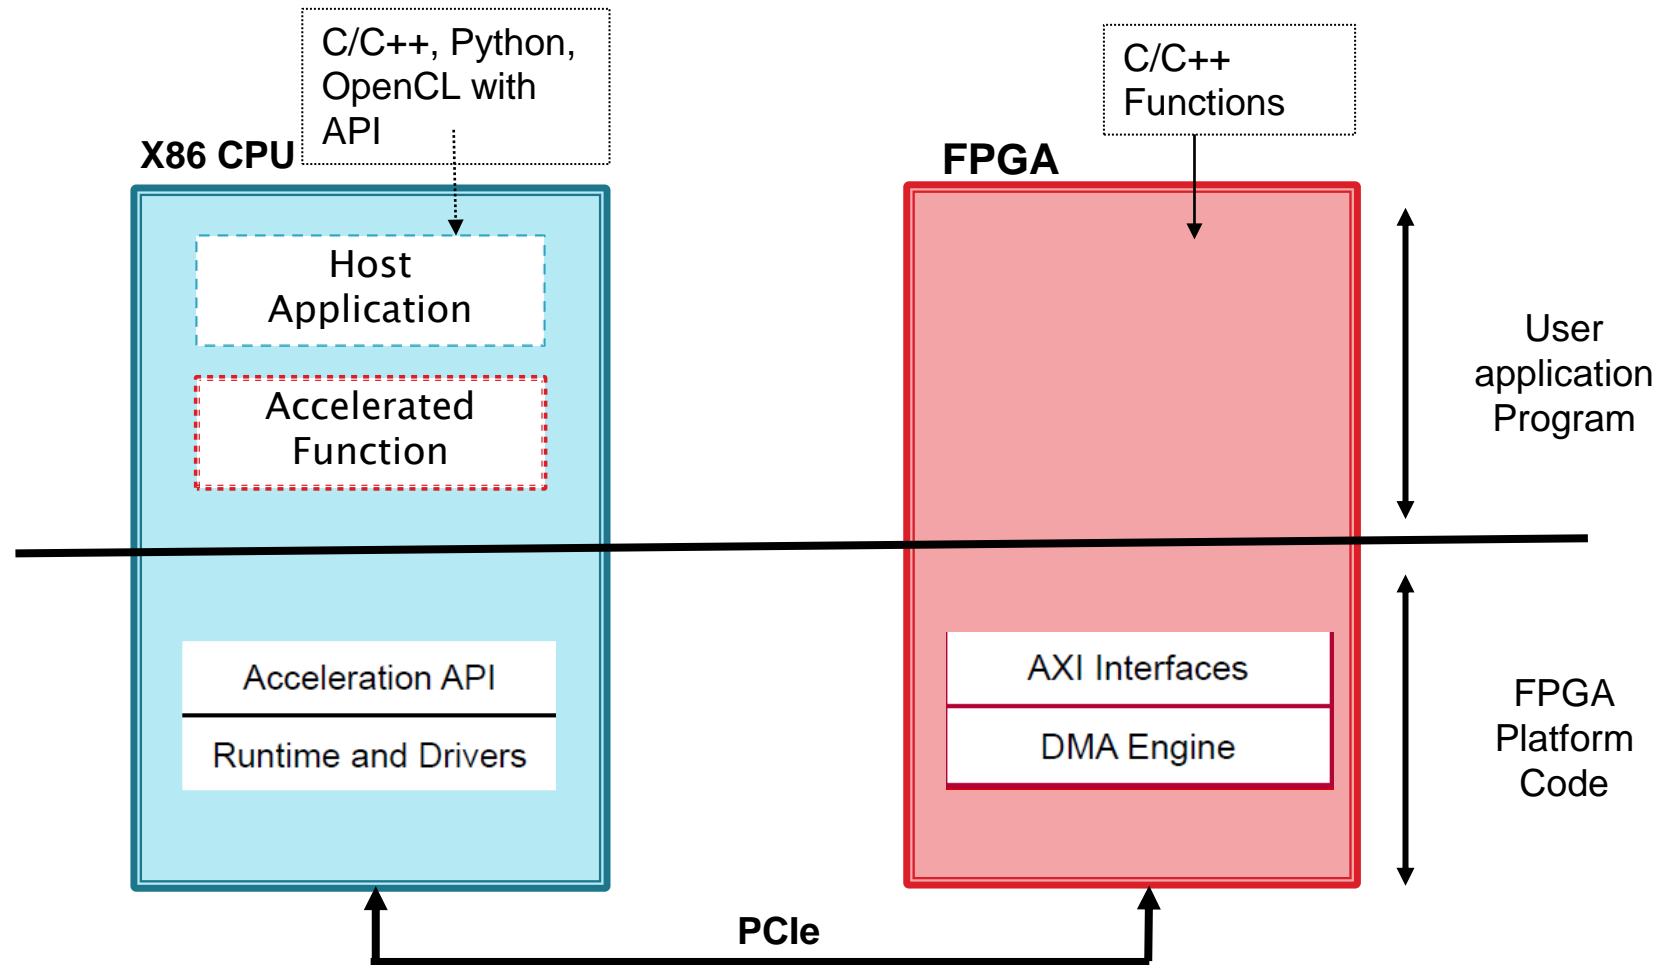 C/C++, Python,
OpenCL with
API
C/C++
Functions
X86 CPU
FPGA
Host
Application
Accelerated
Function
User
application
Program
Acceleration API
Runtime and Drivers
AXI Interfaces
DMA Engine
FPGA
Platform
Code
PCIe